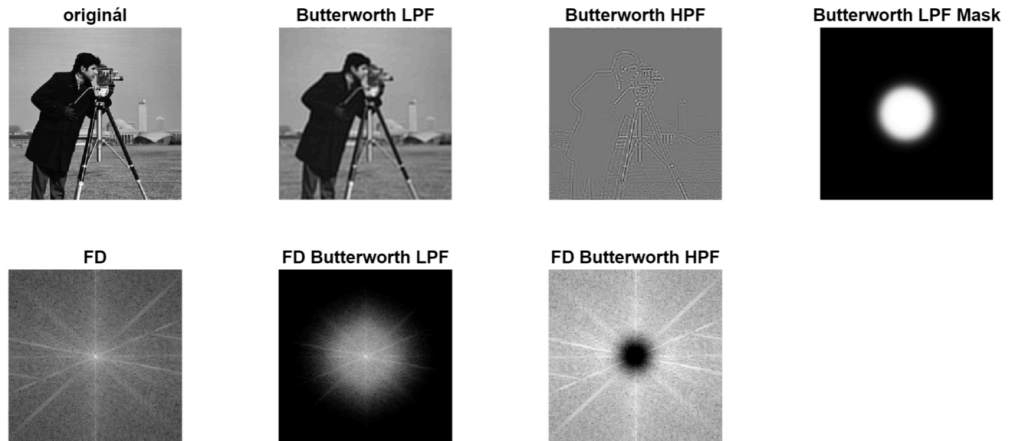 originál
Butterworth LPF
Butterworth HPF
Butterworth LPF Mask
FD
FD Butterworth LPF
FD Butterworth HPF